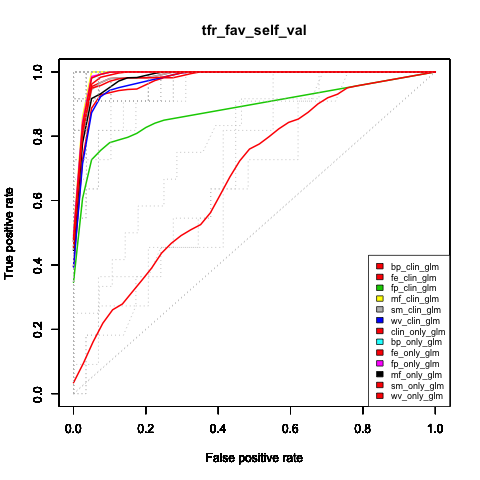 tfr_fav_self_val
True positive rate
1.0
0.8
0.6
0.4
0.2
0.0
bp_clin_glm
fe_clin_glm
fp_clin_glm
mf_clin_glm
sm_clin_glm
wv_clin_glm
clin_only_glm
bp_only_glm
fe_only_glm
fp_only_glm
mf_only_glm
sm_only_glm
wv_only_glm
0.0 0.2 0.4 0.6 0.8 1.0
False positive rate